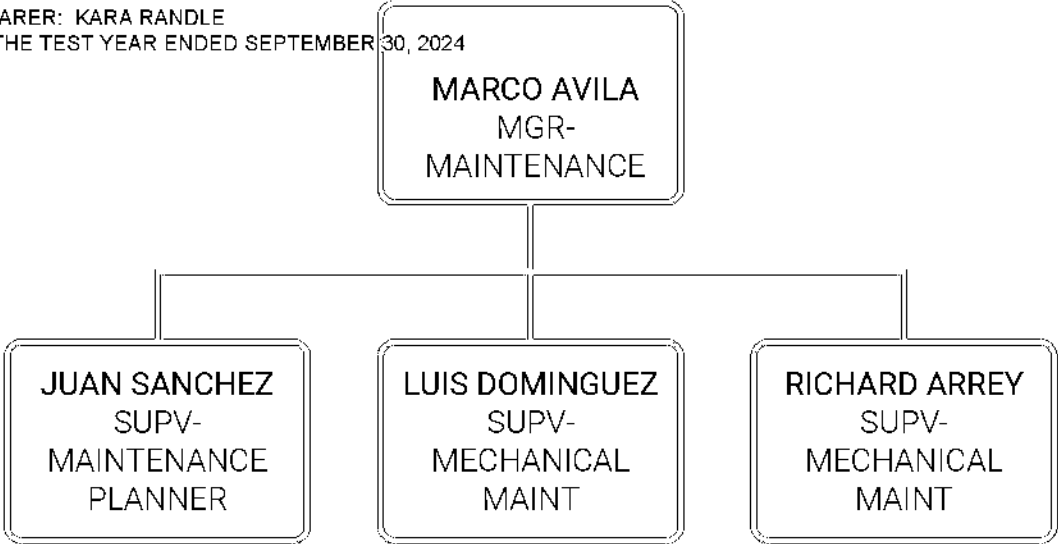 ARER: KARA RANDLE
THE TEST YEAR ENDED SEPTEMBER 30, 2024
MARCO AVILA
MGR-
MAINTENANCE
JUAN SANCHEZ
SUPV-
MAINTENANCE
PLANNER
LUIS DOMINGUEZ
SUPV-
MECHANICAL
MAINT
RICHARD ARREY
SUPV-
MECHANICAL
MAINT